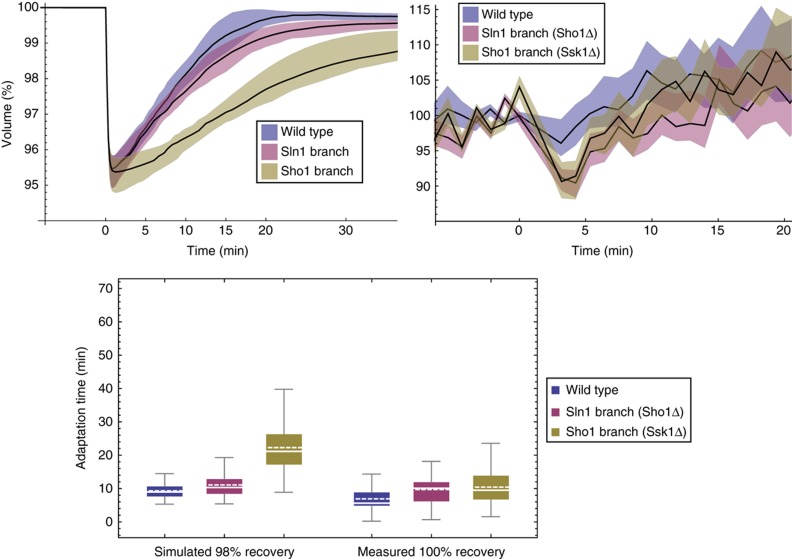 100
99
98
97
96
95
Volume (%)
0
5
10
15
20
30
Time (min)
Wild type
Sln1 branch
Sho1 branch
115
110
105
100
95
90
0
5
10
15
20
Time (min)
Wild type
Sln1 branch (Sho1Δ)
Sho1 branch (Ssk1Δ)
70
60
50
40
30
20
10
0
Adaptation time (min)
Simulated 98% recovery
Measured 100% recovery
Wild type
Sln1 branch (Sho1Δ)
Sho1 branch (Ssk1Δ)